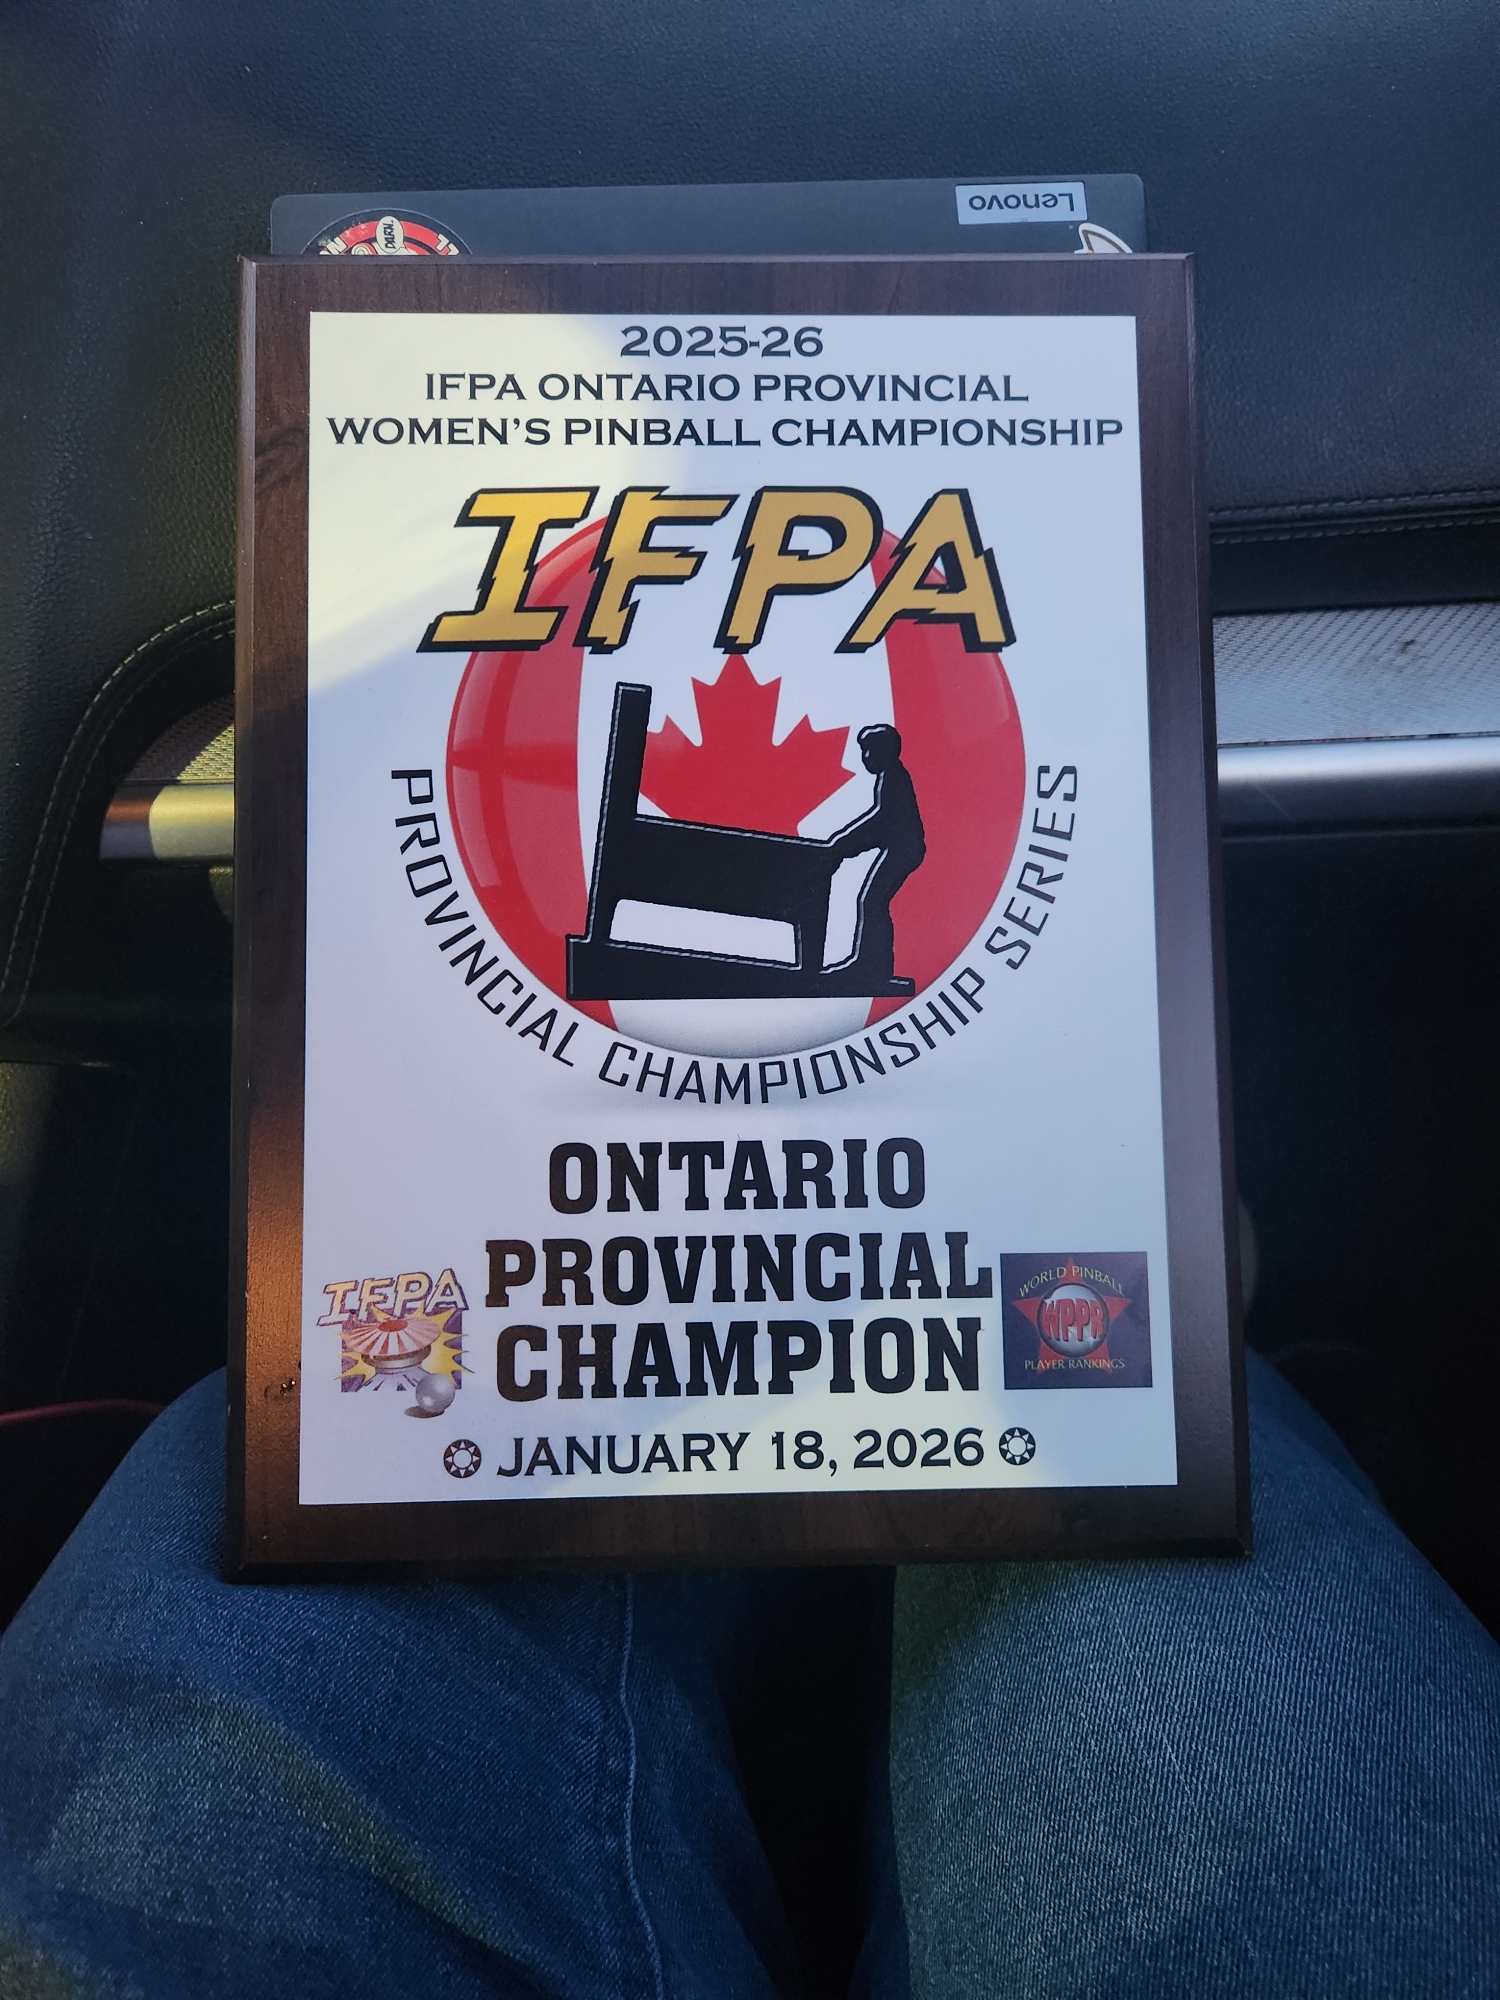 Lenovo
DARN.
2025-26
IFPA ONTARIO PROVINCIAL
WOMEN'S PINBALL CHAMPIONSHIP
IFPA
PROVINCIAL CHAMPIONSHIP SERIES
ONTARIO
PROVINCIAL
CHAMPION
IFPA
WORLD PINBALL
WPPR
PLAYER RANKINGS
JANUARY 18, 2026